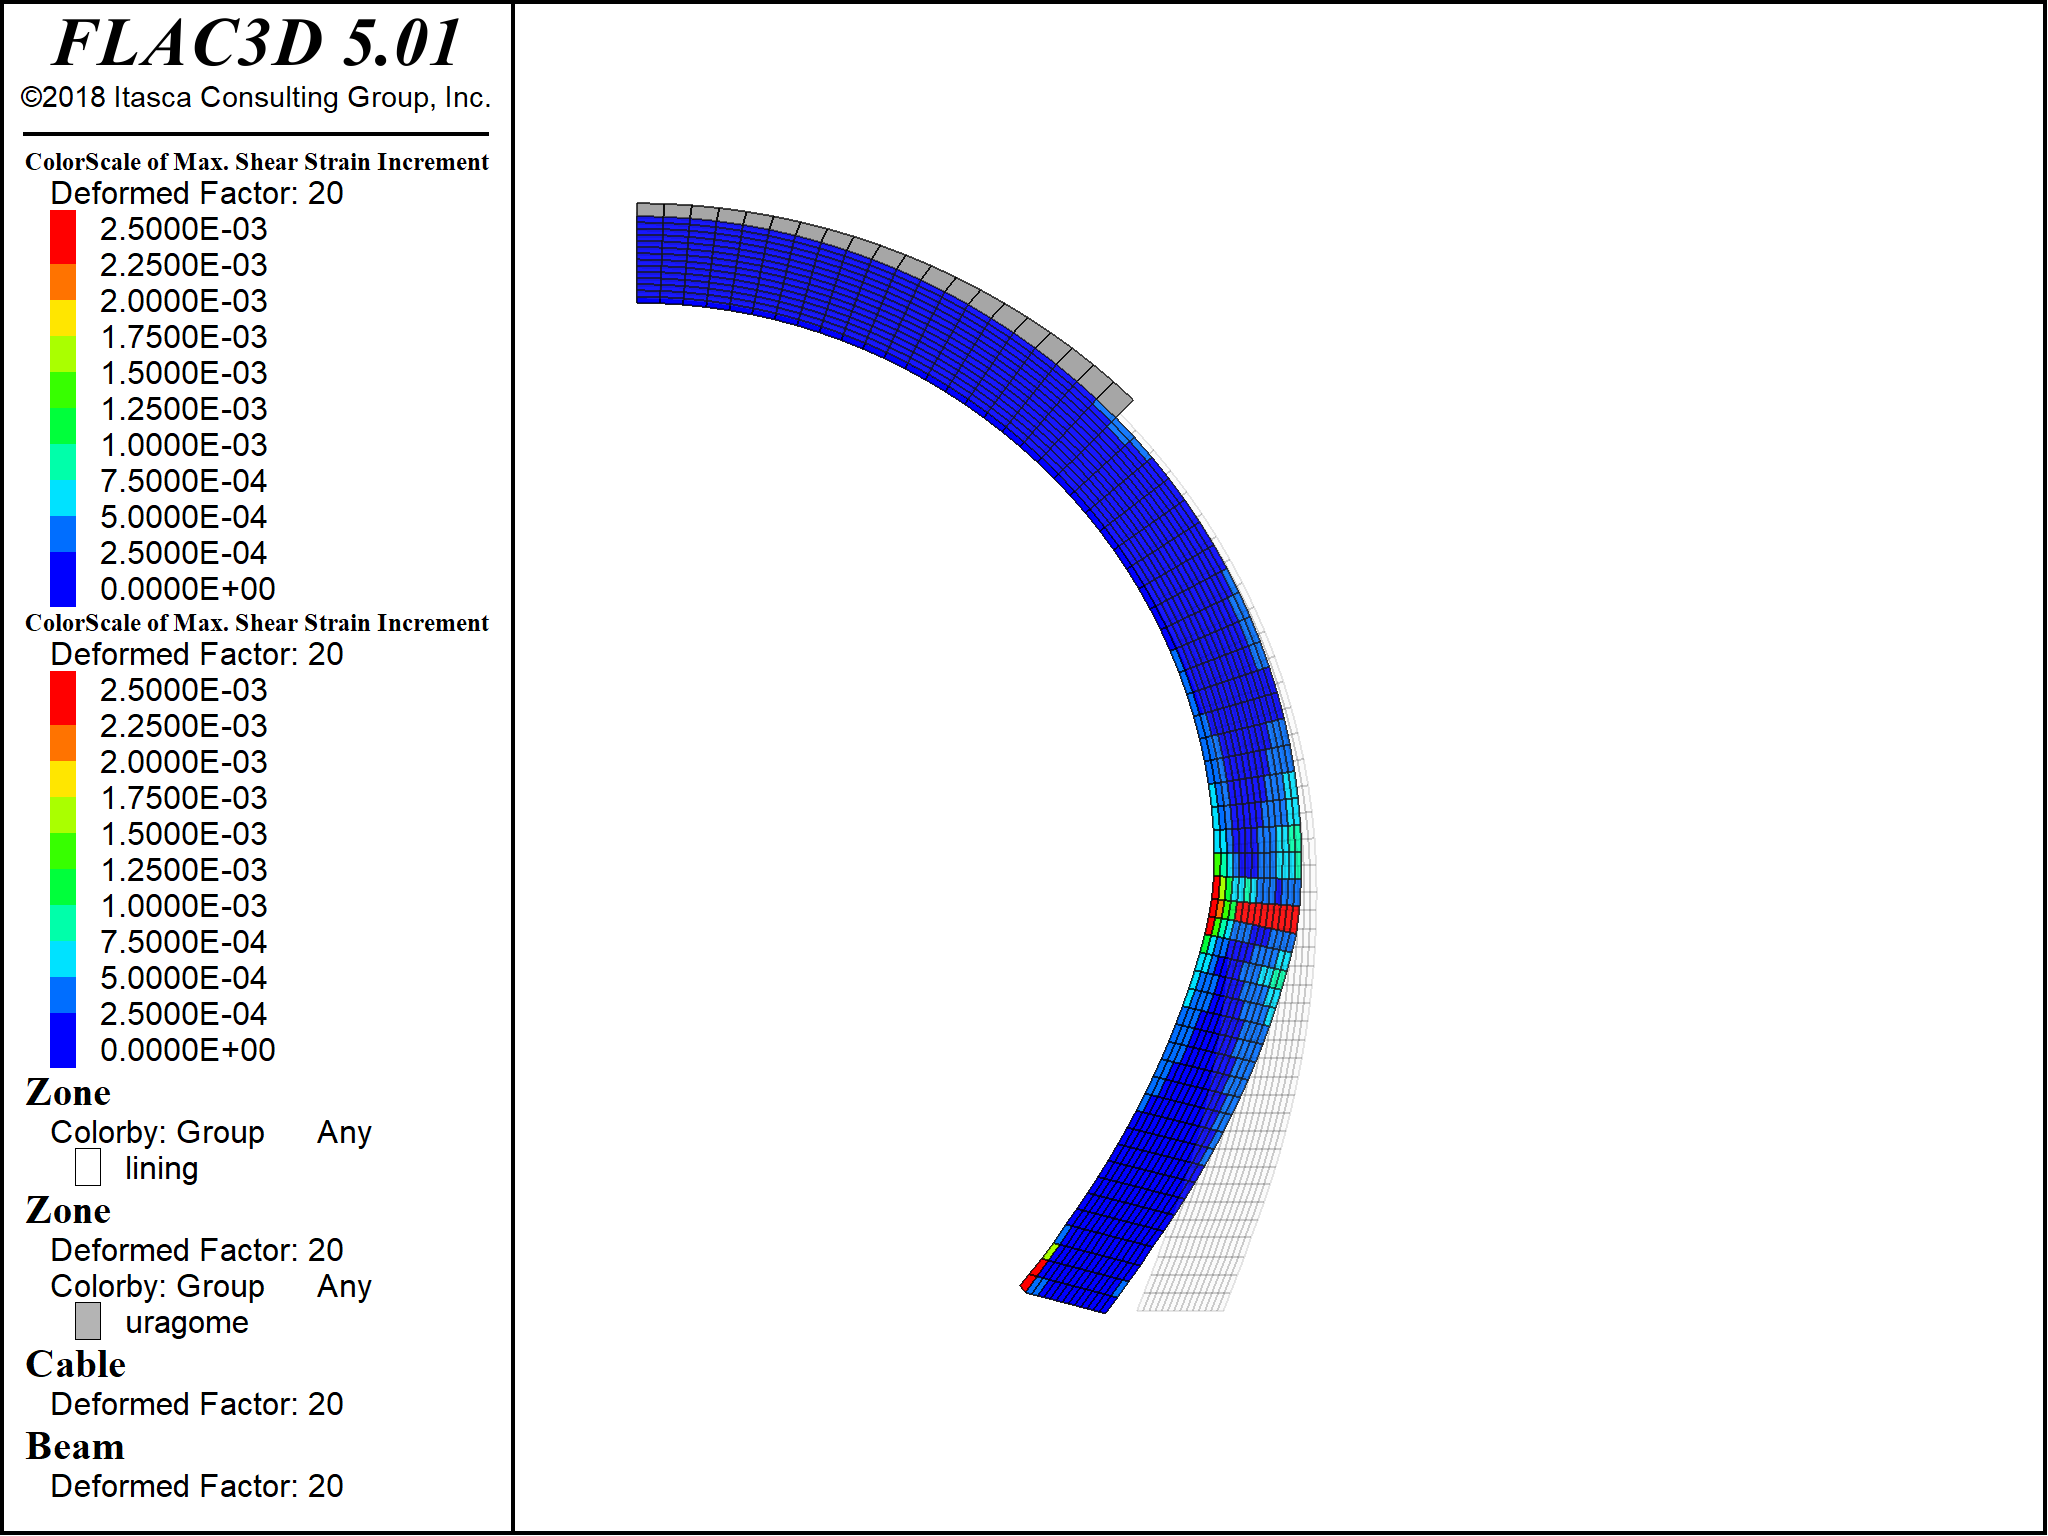 FLAC3D 5.01
©2018 Itasca Consulting Group, Inc.
ColorScale of Max. Shear Strain Increment
Deformed Factor: 20
2.5000E-03
2.2500E-03
2.0000E-03
1.7500E-03
1.5000E-03
1.2500E-03
1.0000E-03
7.5000E-04
5.0000E-04
2.5000E-04
0.0000E+00
ColorScale of Max. Shear Strain Increment
Deformed Factor: 20
2.5000E-03
2.2500E-03
2.0000E-03
1.7500E-03
1.5000E-03
1.2500E-03
1.0000E-03
7.5000E-04
5.0000E-04
2.5000E-04
0.0000E+00
Zone
Colorby: Group Any
lining
Zone
Deformed Factor: 20
Colorby: Group Any
uragome
Cable
Deformed Factor: 20
Beam
Deformed Factor: 20